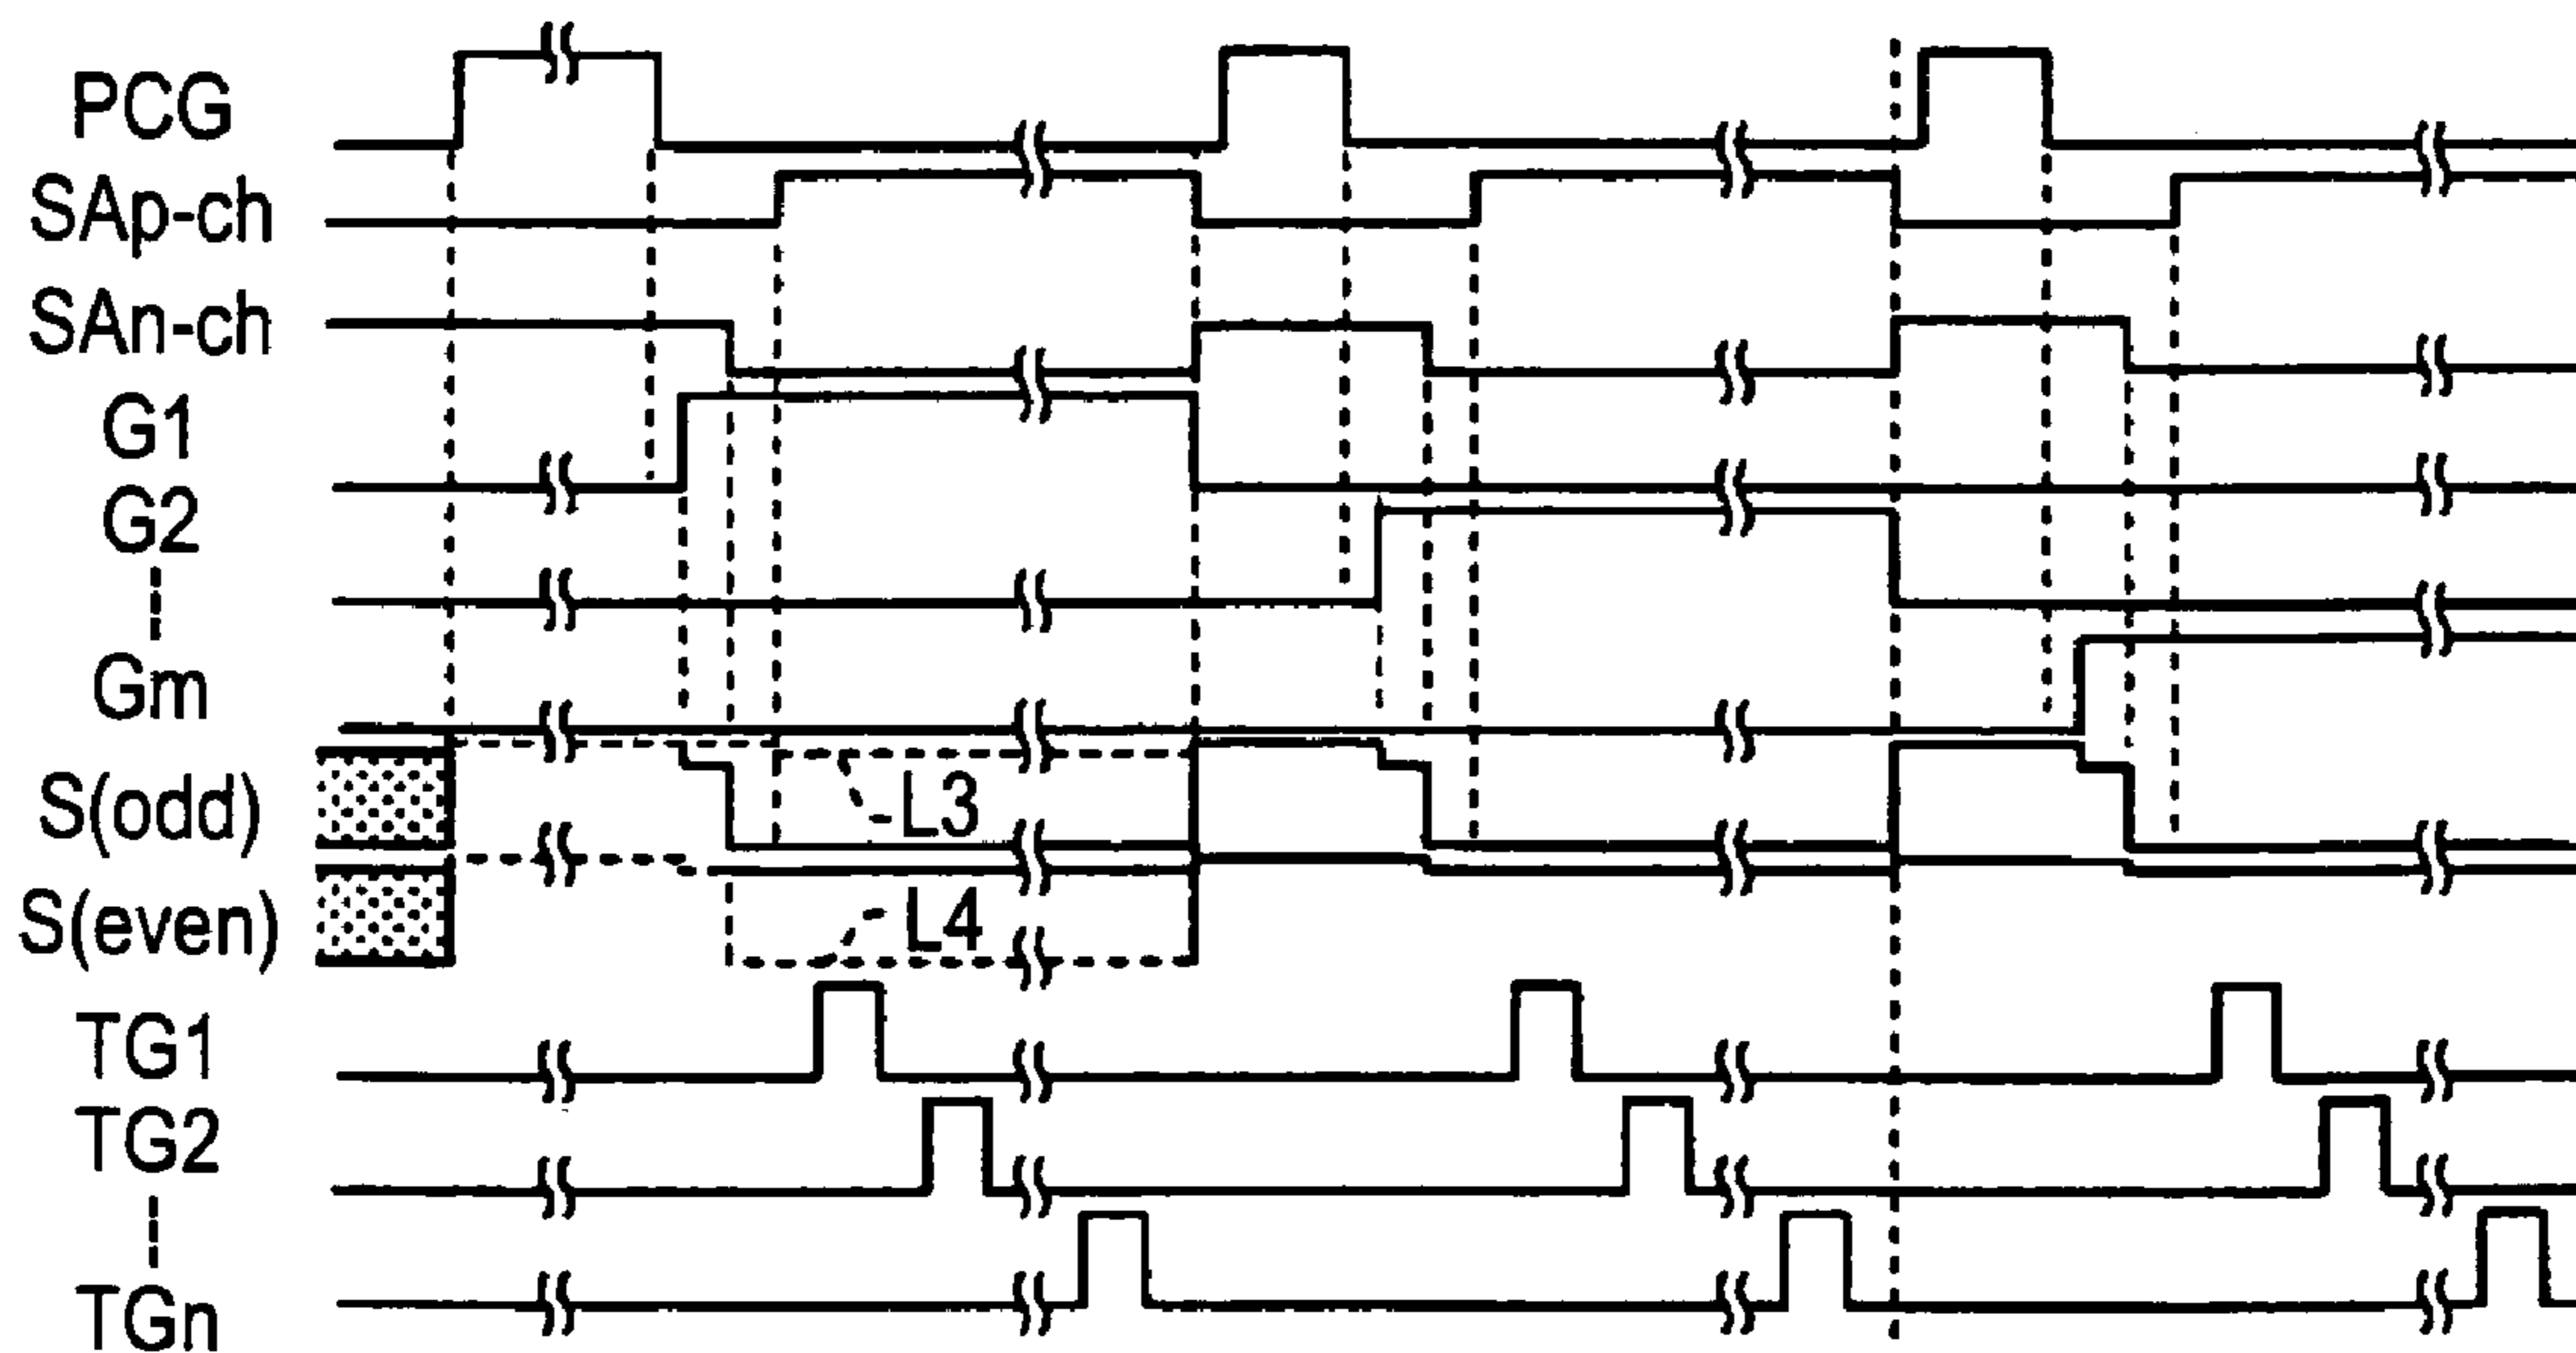 PCG
SAp-ch
SAn-ch
G1
G2
Gm
S(odd)
L3
S(even)
L4
TG1
TG2
TGn